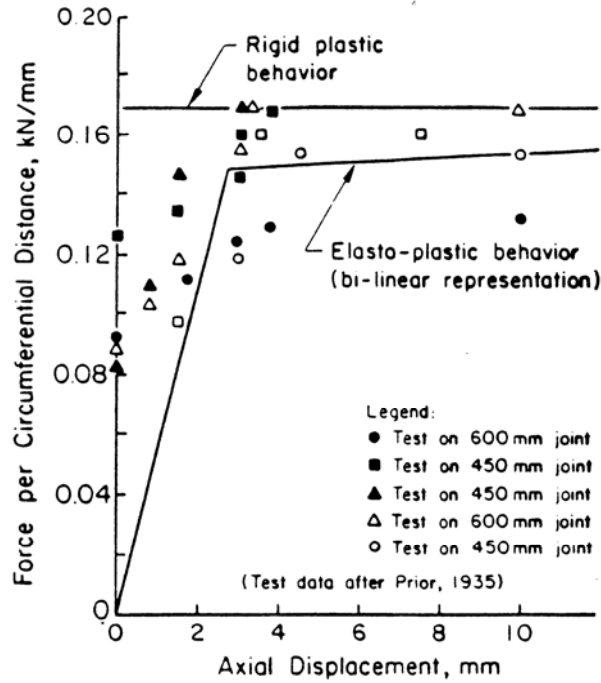 Force per Circumferential Distance, kN/mm
0.20
0.16
0.12
0.08
0.04
0
Rigid plastic
behavior
Elasto-plastic behavior
(bi-linear representation)
Legend:
● Test on 600 mm joint
■ Test on 450 mm joint
▲ Test on 450 mm joint
△ Test on 600 mm joint
○ Test on 450 mm joint
(Test data after Prior, 1935)
0 2 4 6 8 10
Axial Displacement, mm